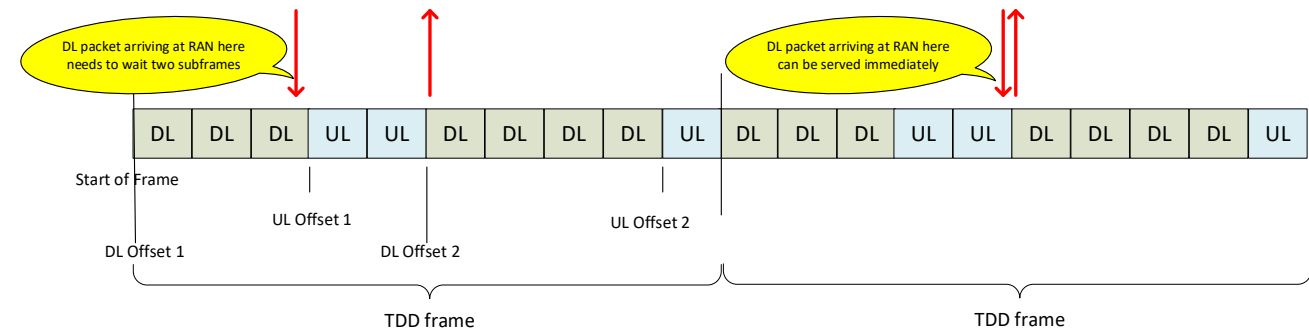 DL packet arriving at RAN here
needs to wait two subframes
DL packet arriving at RAN here
can be served immediately
DL DL DL UL UL DL DL DL DL UL DL DL DL UL UL DL DL DL DL UL
Start of Frame
UL Offset 1
UL Offset 2
DL Offset 1
DL Offset 2
TDD frame
TDD frame